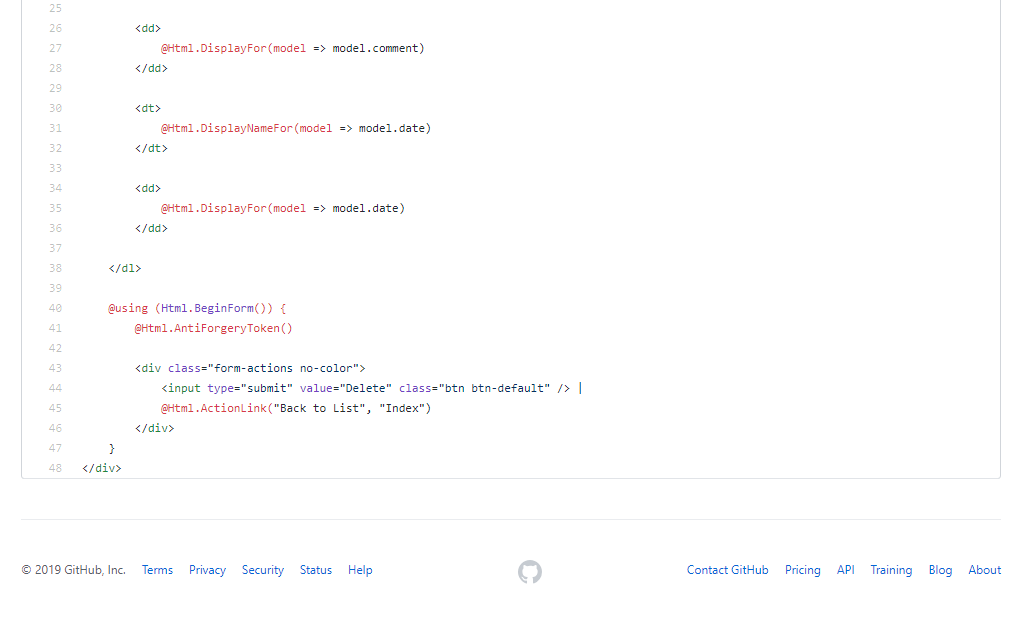 25
26 <dd>
27 @Html.DisplayFor(model => model.comment)
28 </dd>
29
30 <dt>
31 @Html.DisplayNameFor(model => model.date)
32 </dt>
33
34 <dd>
35 @Html.DisplayFor(model => model.date)
36 </dd>
37
38 </dl>
39
40 @using (Html.BeginForm()) {
41 @Html.AntiForgeryToken()
42
43 <div class="form-actions no-color">
44 <input type="submit" value="Delete" class="btn btn-default" /> |
45 @Html.ActionLink("Back to List", "Index")
46 </div>
47 }
48 </div>
© 2019 GitHub, Inc. Terms Privacy Security Status Help Contact GitHub Pricing API Training Blog About